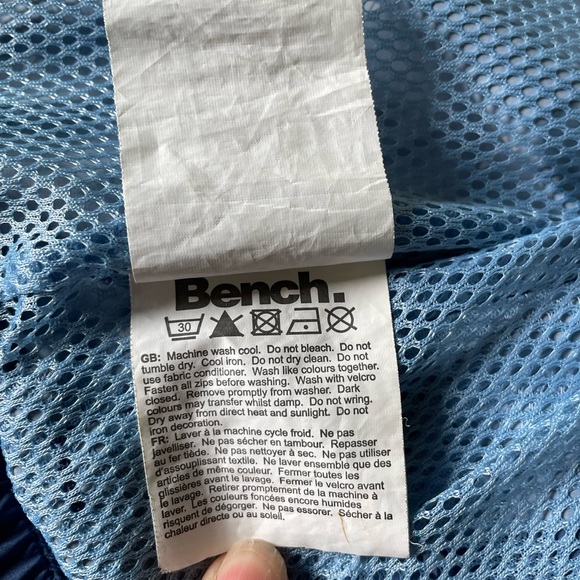 Bench.
30
GB: Machine wash cool. Do not bleach. Do not
tumble dry. Cool iron. Do not dry clean. Do not
use fabric conditioner. Wash like colours together.
Fasten all zips before washing. Wash with velcro
closed. Remove promptly from washer. Dark
colours may transfer whilst damp. Do not wring.
Dry away from direct heat and sunlight. Do not
iron decoration.
FR: Laver à la machine cycle froid. Ne pas
javelliser. Ne pas sécher en tambour. Repasser
au fer tiède. Ne pas nettoyer à sec. Ne pas utiliser
d'assouplissant textile. Ne laver ensemble que des
articles de même couleur. Fermer toutes les
glissières avant le lavage. Fermer le velcro avant
le lavage. Retirer promptement de la machine à
laver. Les couleurs foncées encore humides
risquent de dégorger. Ne pas essorer. Sécher à la
chaleur directe ou au soleil.